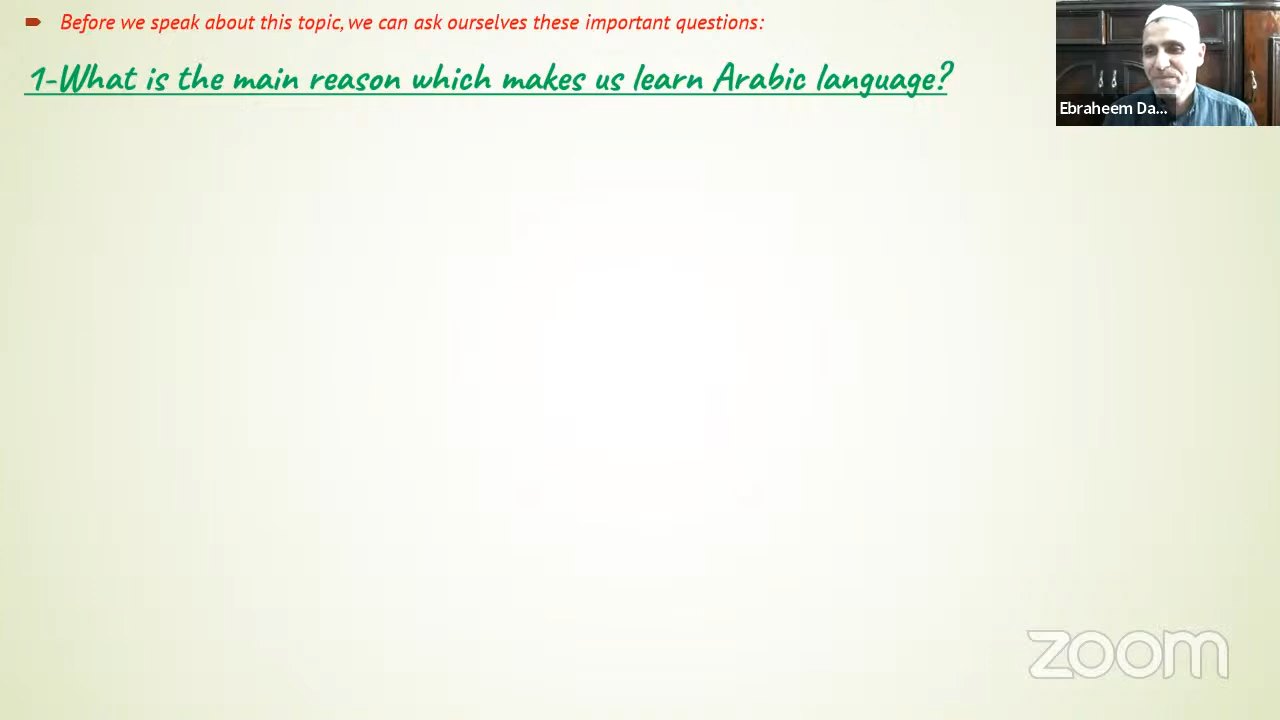 Before we speak about this topic, we can ask ourselves these important questions:
1-What is the main reason which makes us learn Arabic language?
Ebraheem Da...
zoom